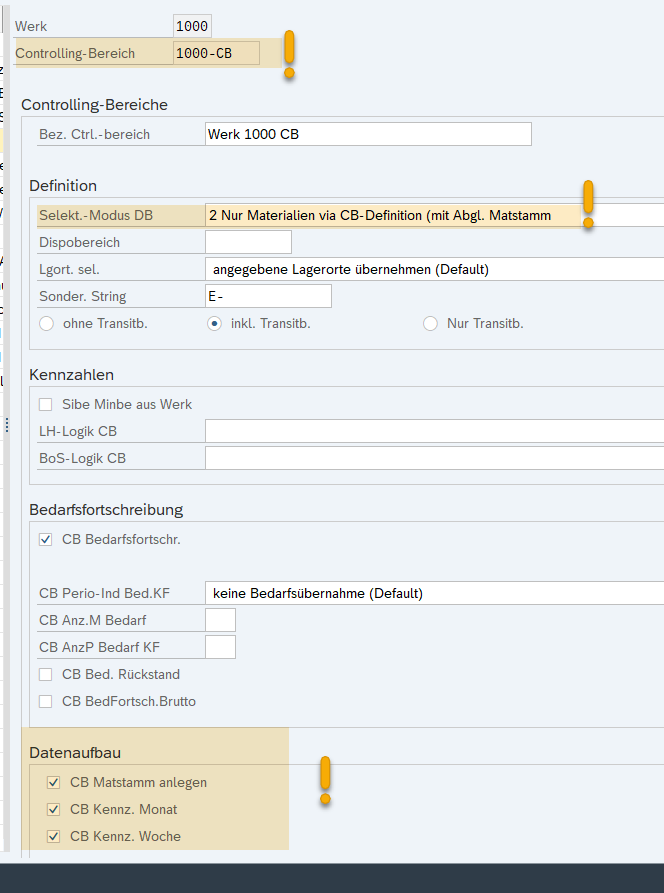 Werk 1000
Controlling-Bereich 1000-CB
Controlling-Bereiche
Bez. Ctrl.-bereich Werk 1000 CB
Definition
Selekt.-Modus DB 2 Nur Materialien via CB-Definition (mit Abgl. Matstamm
Dispobereich
Lgort. sel. angegebene Lagerorte übernehmen (Default)
Sonder. String E-
ohne Transitb. inkl. Transitb. Nur Transitb.
Kennzahlen
Sibe Minbe aus Werk
LH-Logik CB
BoS-Logik CB
Bedarfsfortschreibung
CB Bedarfsfortschr.
CB Perio-Ind Bed.KF keine Bedarfsübernahme (Default)
CB Anz.M Bedarf
CB AnzP Bedarf KF
CB Bed. Rückstand
CB BedFortsch.Brutto
Datenaufbau
CB Matstamm anlegen
CB Kennz. Monat
CB Kennz. Woche